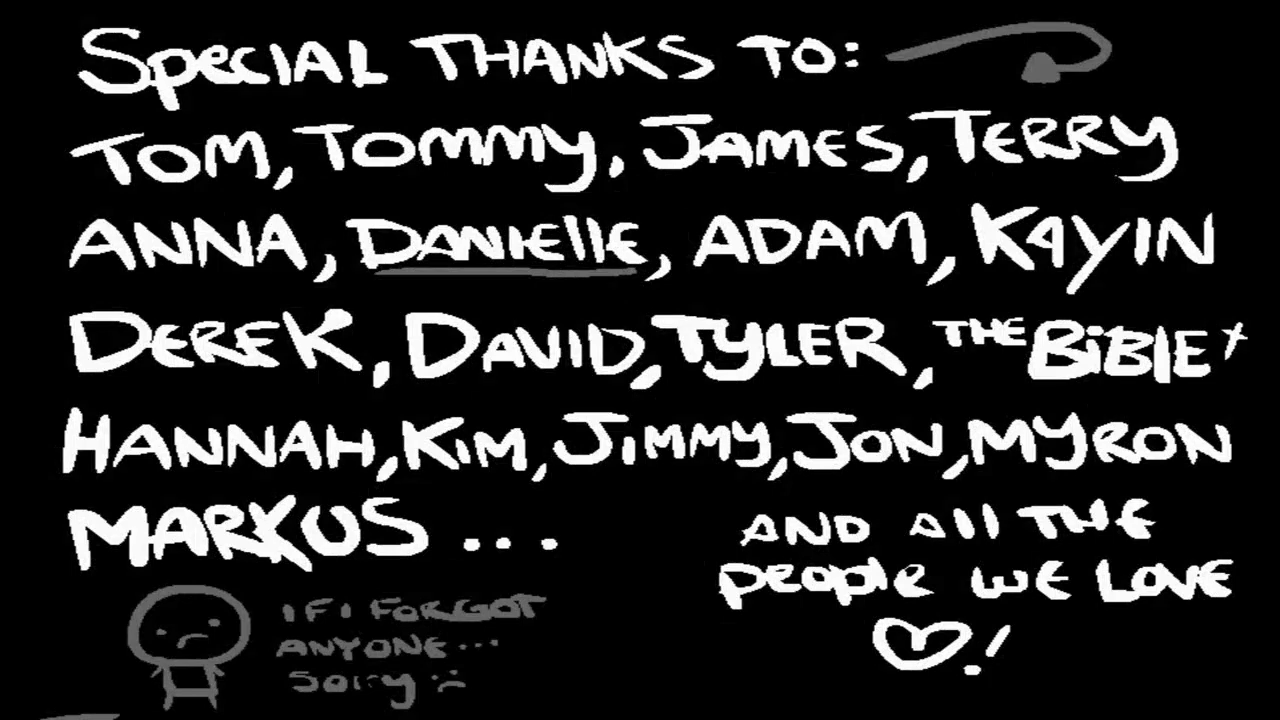 SpecIAL THANKS TO:
TOM, TOMMY, JAMES, TERRY
ANNA, DANIElle, ADAM, KAYIN
DEREK, DAVID, TYLER, THE BiBLE+
HANNAH, KiM, JiMMY, JON, MYRON
MARKUS...
AND All THE
people WE LOVE
♡!
IF I FORGOT
ANYONE...
SORRY :(